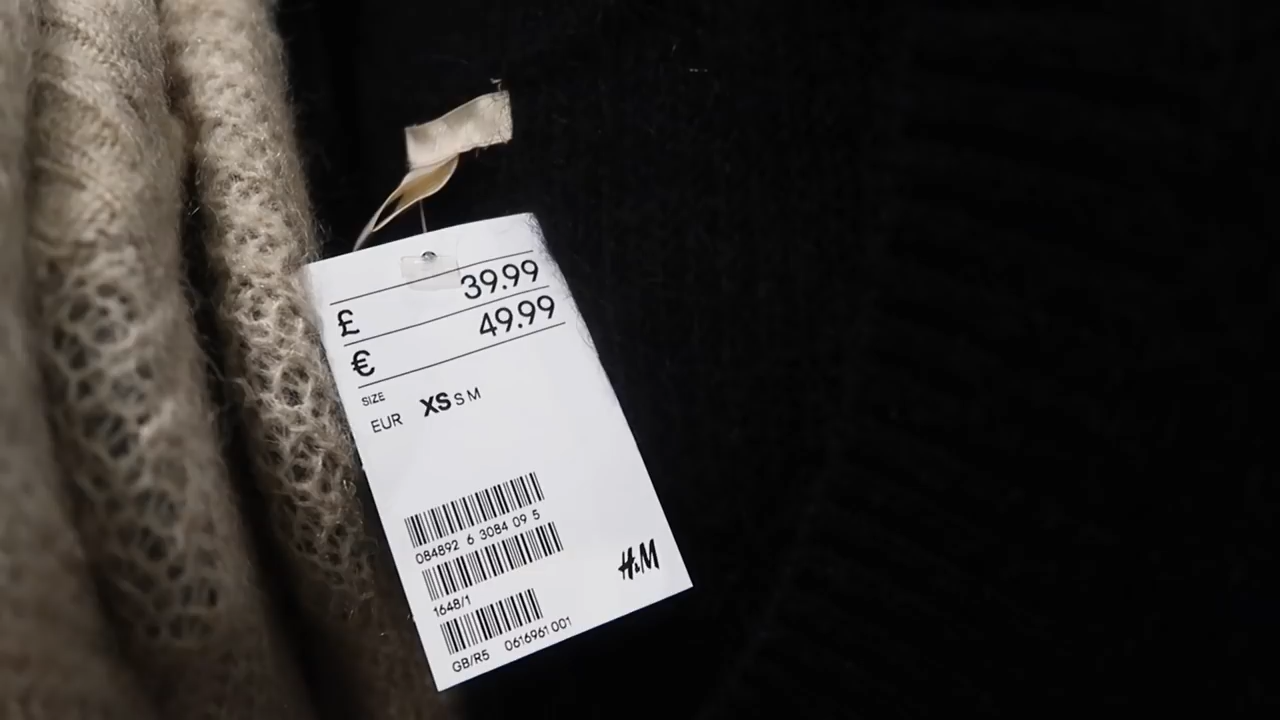 £ 39.99
€ 49.99
SIZE
EUR XS S M
084892 6 3084 09 5
1648/1
GB/R5 0616961 001
H&M